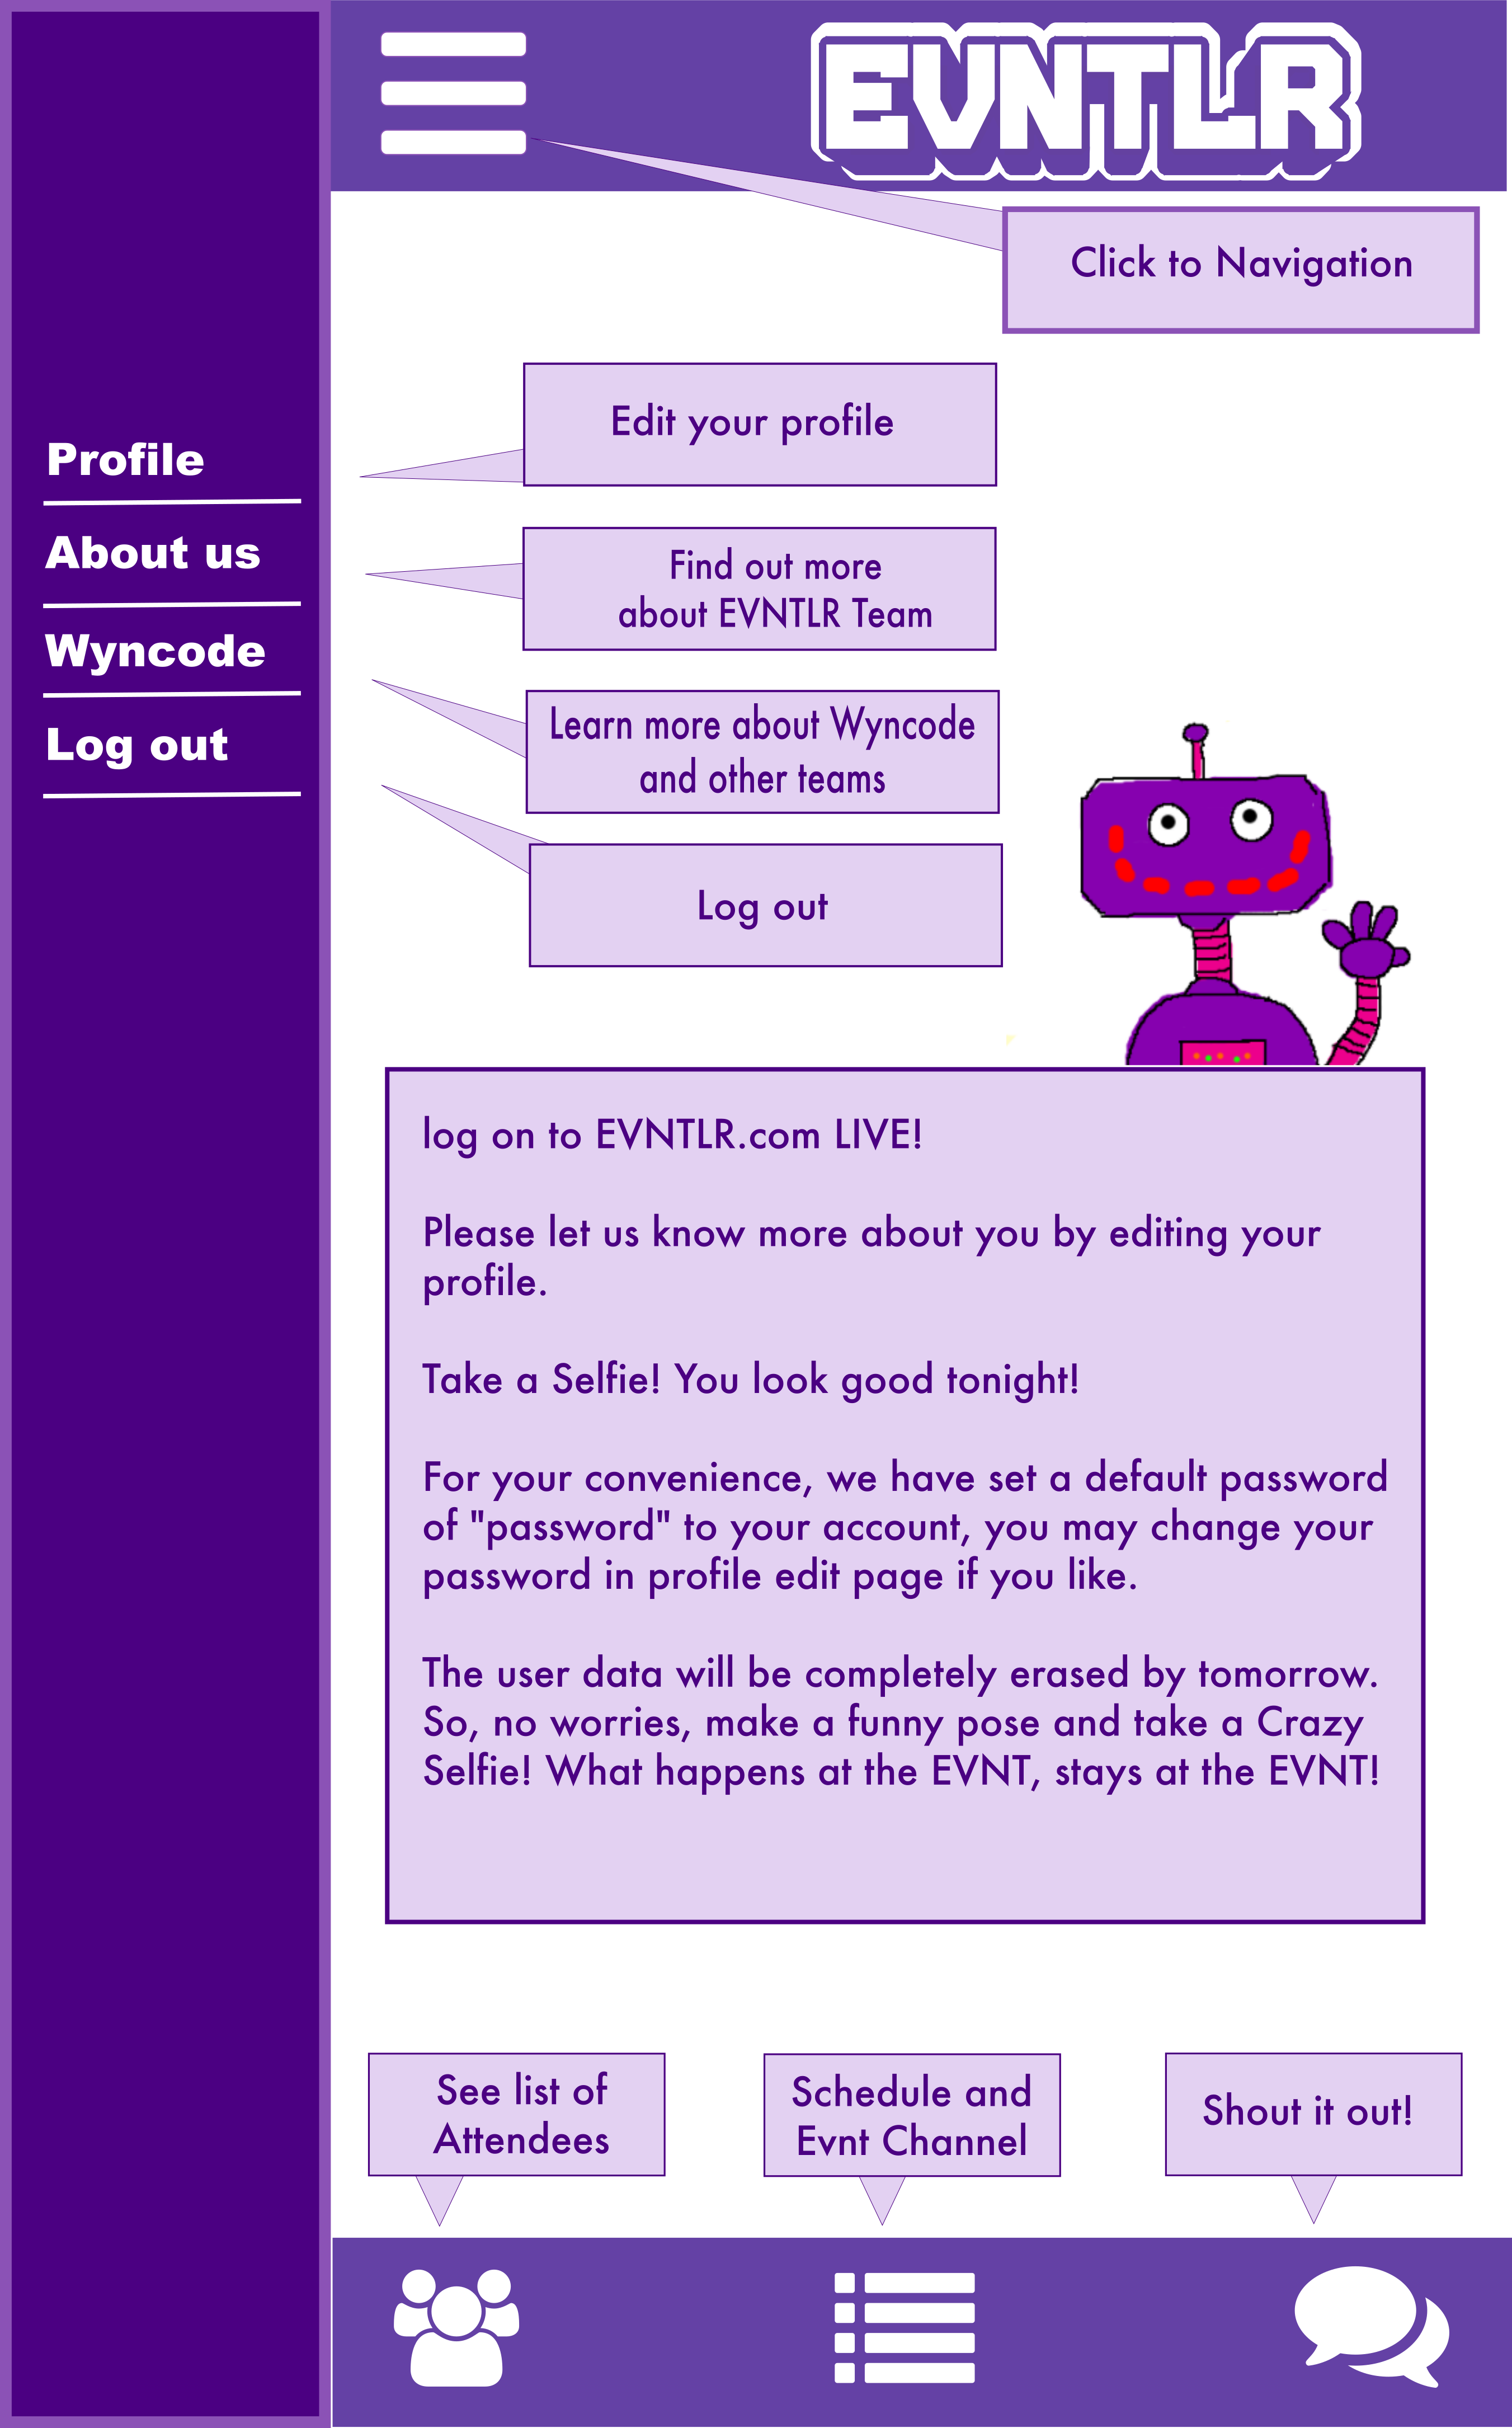 EVNTLR
Click to Navigation
Profile
About us
Wyncode
Log out
Edit your profile
Find out more
about EVNTLR Team
Learn more about Wyncode
and other teams
Log out
log on to EVNTLR.com LIVE!
Please let us know more about you by editing your
profile.
Take a Selfie! You look good tonight!
For your convenience, we have set a default password
of "password" to your account, you may change your
password in profile edit page if you like.
The user data will be completely erased by tomorrow.
So, no worries, make a funny pose and take a Crazy
Selfie! What happens at the EVNT, stays at the EVNT!
See list of
Attendees
Schedule and
Evnt Channel
Shout it out!